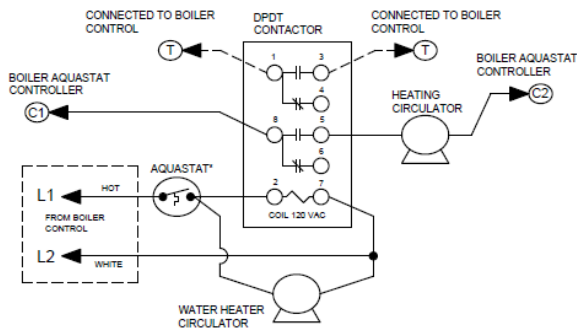 CONNECTED TO BOILER
CONTROL
T
DPDT
CONTACTOR
CONNECTED TO BOILER
CONTROL
T
BOILER AQUASTAT
CONTROLLER
C2
BOILER AQUASTAT
CONTROLLER
C1
1
3
4
8
5
6
2
7
COIL 120 VAC
HEATING
CIRCULATOR
AQUASTAT*
L1
HOT
FROM BOILER
CONTROL
L2
WHITE
WATER HEATER
CIRCULATOR